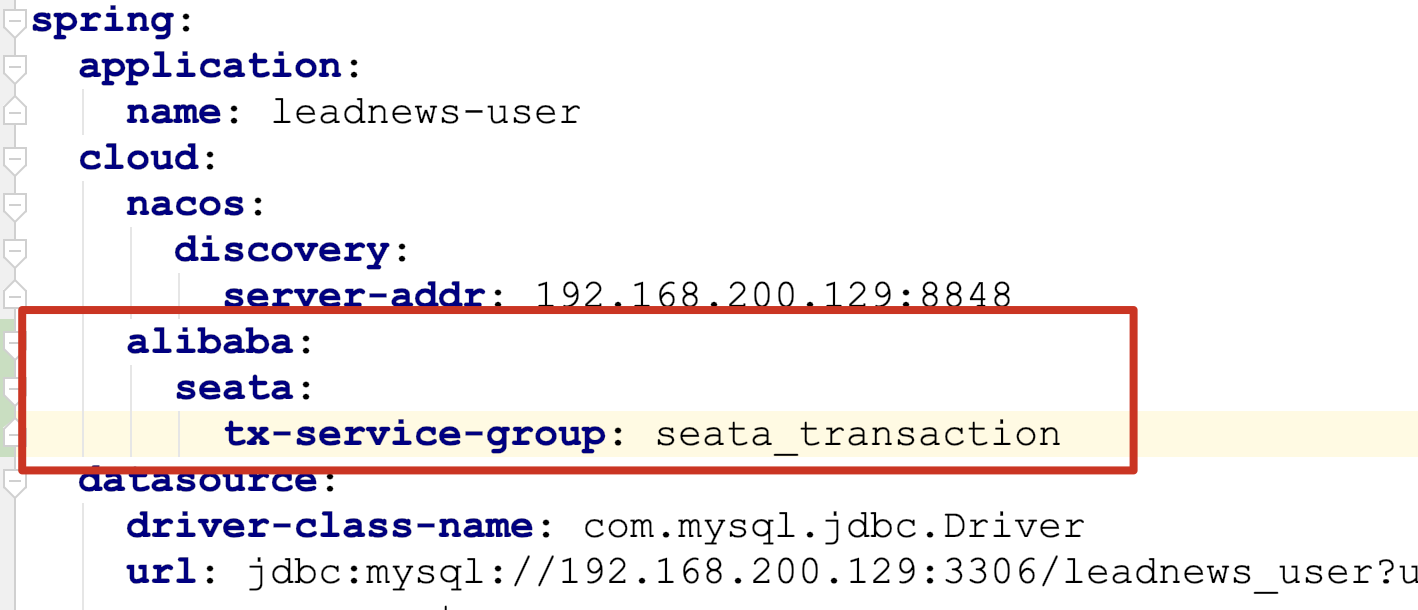 spring:
application:
name: leadnews-user
cloud:
nacos:
discovery:
server-addr: 192.168.200.129:8848
alibaba:
seata:
tx-service-group: seata_transaction
datasource:
driver-class-name: com.mysql.jdbc.Driver
url: jdbc:mysql://192.168.200.129:3306/leadnews_user?u